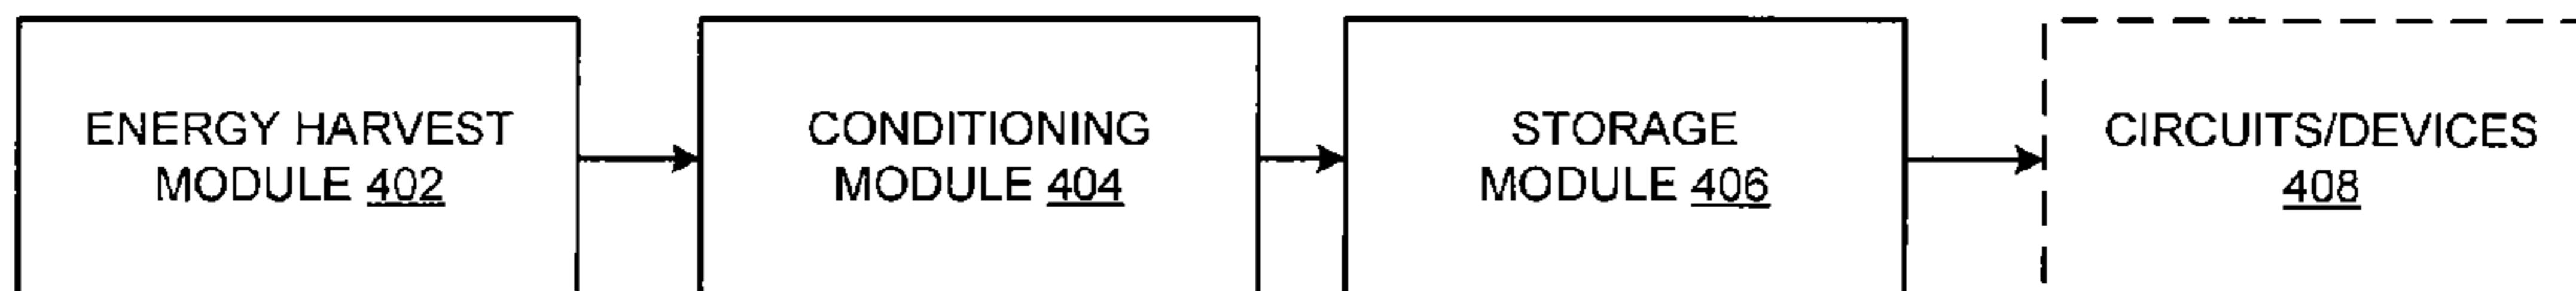 ENERGY HARVEST
MODULE 402
CONDITIONING
MODULE 404
STORAGE
MODULE 406
CIRCUITS/DEVICES
408